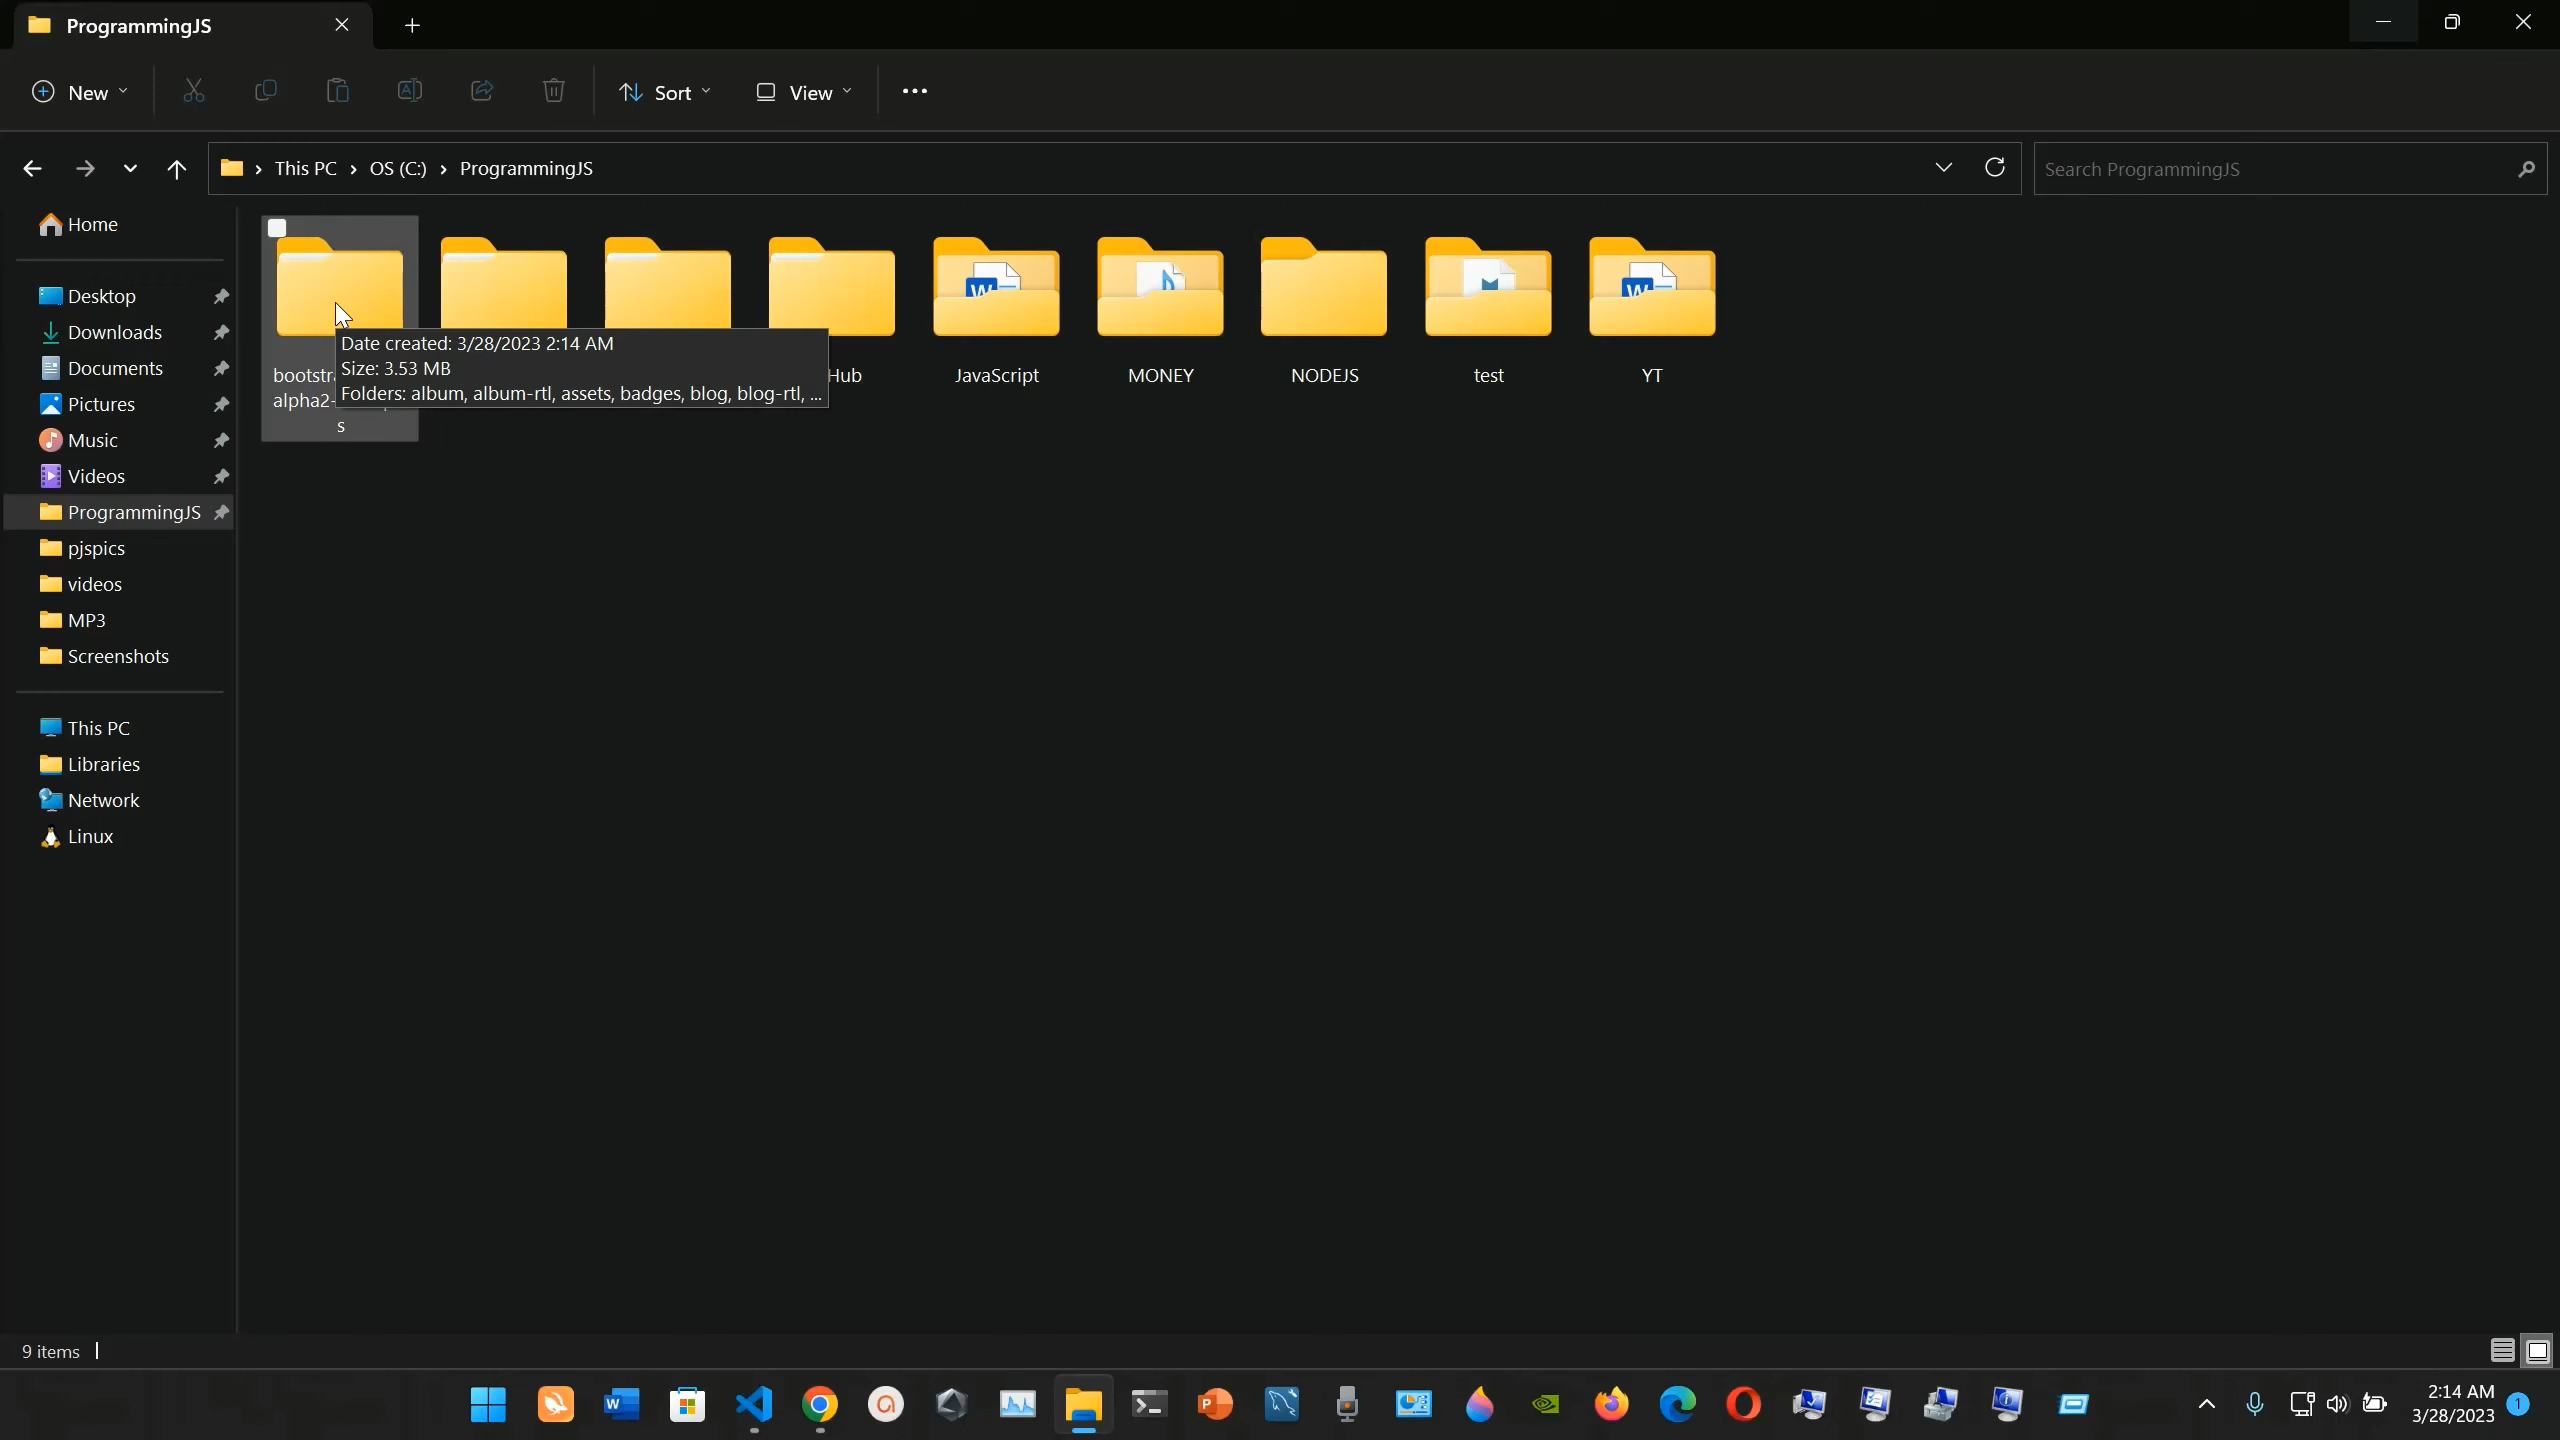 ProgrammingJS
New
Sort
View
This PC
OS (C:)
ProgrammingJS
Search ProgrammingJS
Home
Desktop
Downloads
Documents
Pictures
Music
Videos
ProgrammingJS
pjspics
videos
MP3
Screenshots
This PC
Libraries
Network
Linux
Date created: 3/28/2023 2:14 AM
Size: 3.53 MB
Folders: album, album-rtl, assets, badges, blog, blog-rtl, ...
JavaScript
MONEY
NODEJS
test
YT
s
9 items
2:14 AM
3/28/2023
1